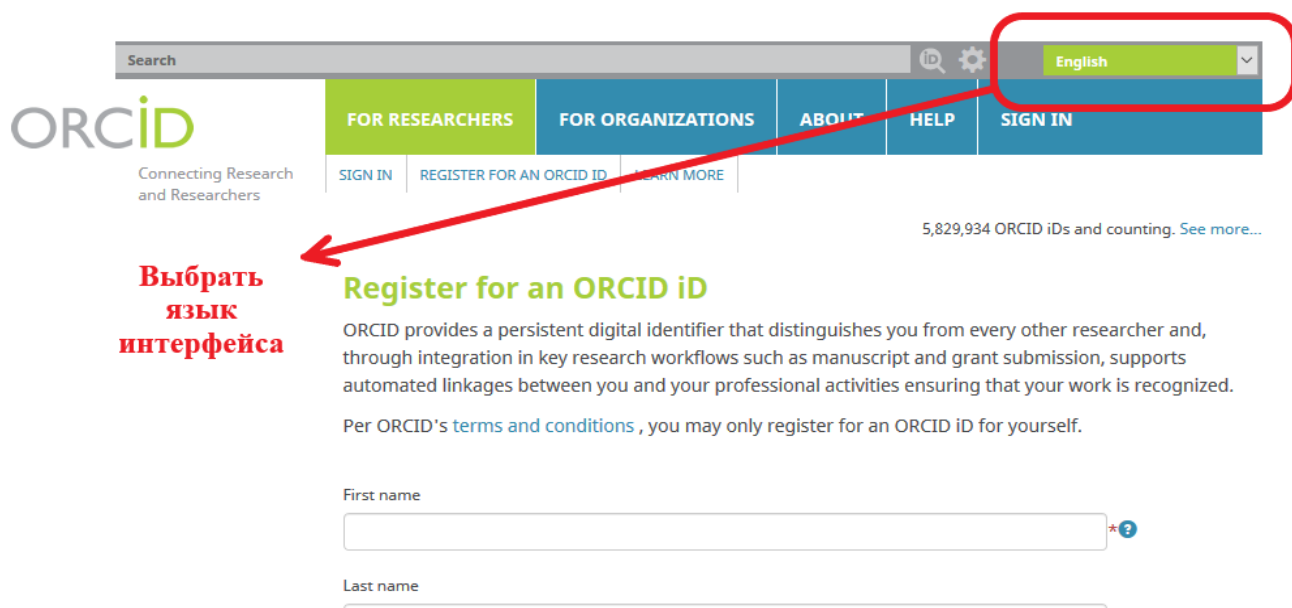 Search
English
ORCID
FOR RESEARCHERS
FOR ORGANIZATIONS
ABOUT
HELP
SIGN IN
Connecting Research
and Researchers
SIGN IN
REGISTER FOR AN ORCID ID
LEARN MORE
5,829,934 ORCID iDs and counting. See more...
Выбрать
язык
интерфейса
Register for an ORCID iD
ORCID provides a persistent digital identifier that distinguishes you from every other researcher and,
through integration in key research workflows such as manuscript and grant submission, supports
automated linkages between you and your professional activities ensuring that your work is recognized.
Per ORCID's terms and conditions , you may only register for an ORCID iD for yourself.
First name
*?
Last name